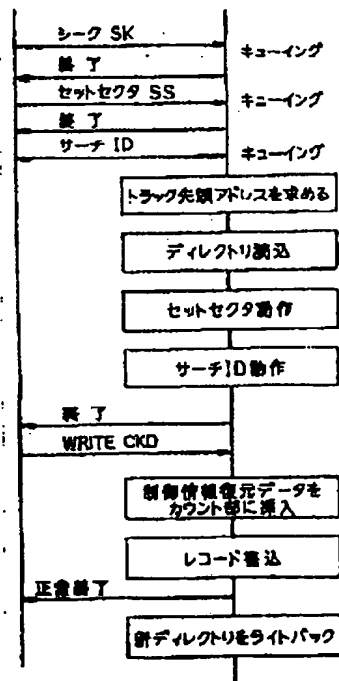 シーク SK
キューイング
終了
セットセクタ SS
キューイング
終了
サーチ ID
キューイング
トラック先頭アドレスを求める
ディレクトリ読込
セットセクタ動作
サーチID動作
終了
WRITE CKD
制御情報復元データを
カウント部に挿入
レコード書込
正常終了
新ディレクトリをライトバック